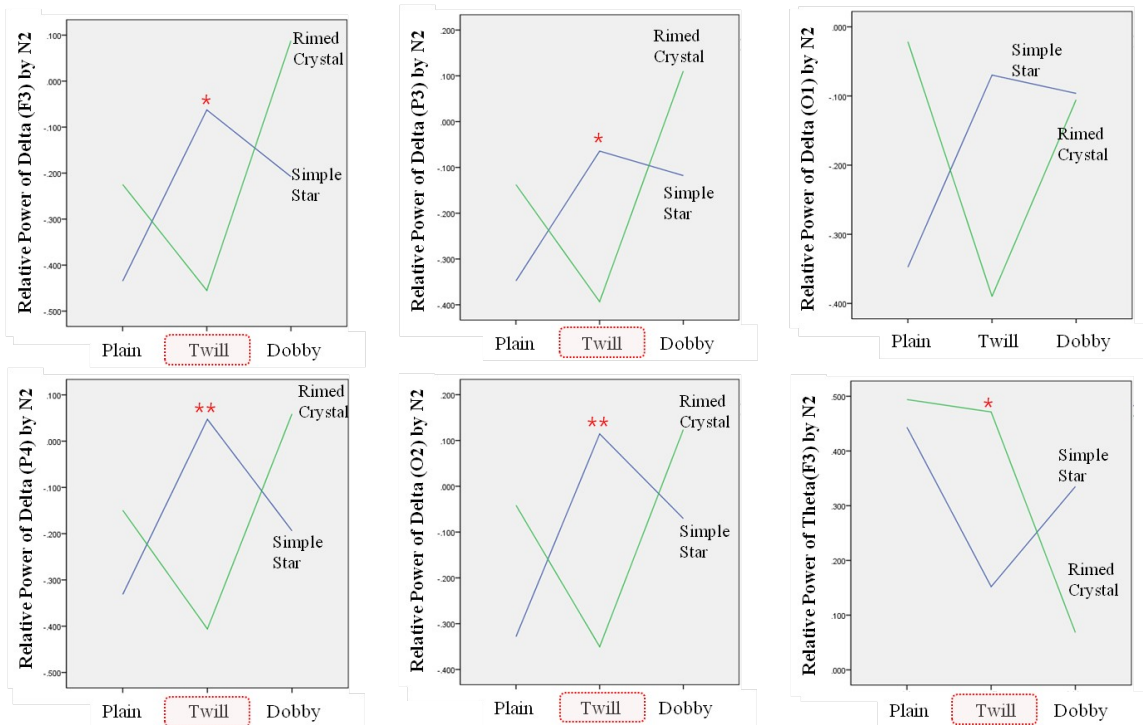 Relative Power of Delta (F3) by N2
.100
.000
-.100
-.200
-.300
-.400
-.500
*
Rimed
Crystal
Simple
Star
Plain
Twill
Dobby
Relative Power of Delta (P3) by N2
.200
.100
.000
-.100
-.200
-.300
-.400
*
Rimed
Crystal
Simple
Star
Plain
Twill
Dobby
Relative Power of Delta (O1) by N2
.000
-.100
-.200
-.300
-.400
Simple
Star
Rimed
Crystal
Plain
Twill
Dobby
Relative Power of Delta (P4) by N2
.100
.000
-.100
-.200
-.300
-.400
-.500
**
Rimed
Crystal
Simple
Star
Plain
Twill
Dobby
Relative Power of Delta (O2) by N2
.200
.100
.000
-.100
-.200
-.300
-.400
**
Rimed
Crystal
Simple
Star
Plain
Twill
Dobby
Relative Power of Theta(F3) by N2
.500
.400
.300
.200
.100
.000
*
Simple
Star
Rimed
Crystal
Plain
Twill
Dobby